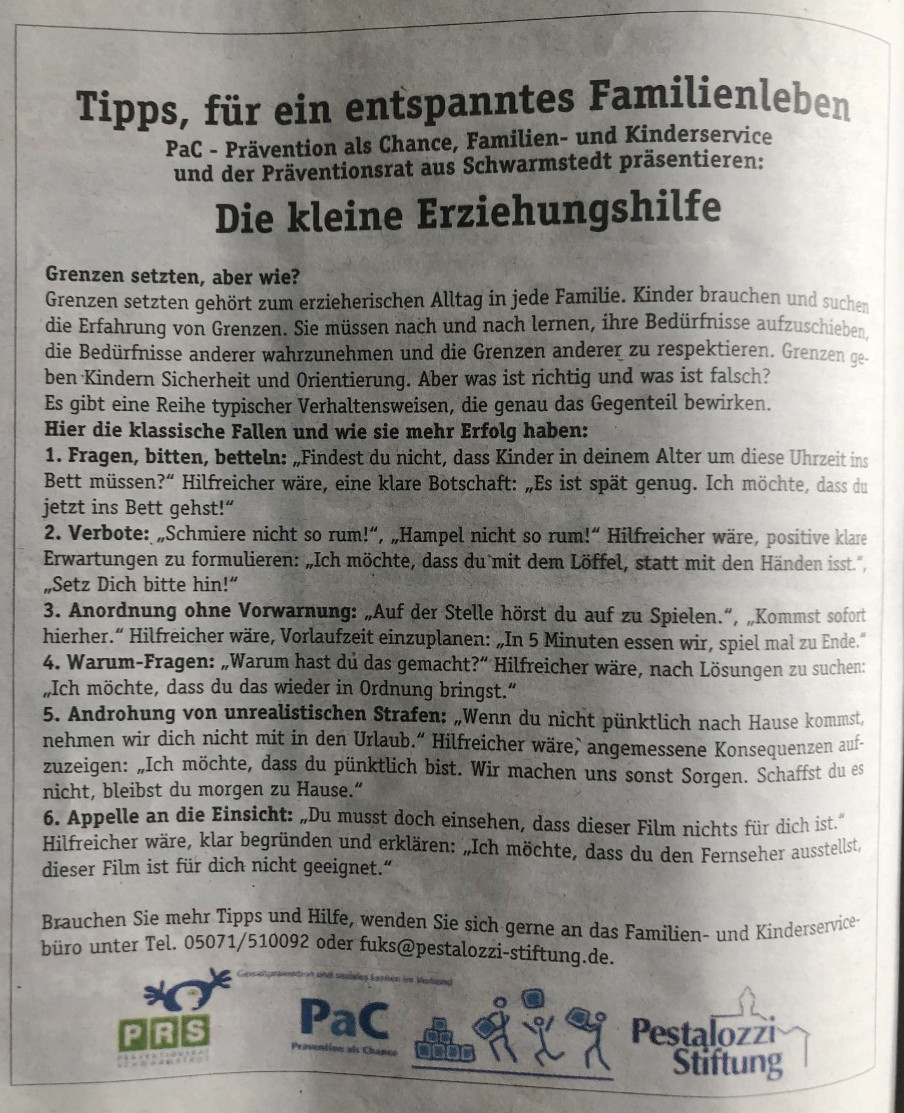 Tipps, für ein entspanntes Familienleben
PaC - Prävention als Chance, Familien- und Kinderservice
und der Präventionsrat aus Schwarmstedt präsentieren:
Die kleine Erziehungshilfe
Grenzen setzten, aber wie?
Grenzen setzten gehört zum erzieherischen Alltag in jede Familie. Kinder brauchen und suchen
die Erfahrung von Grenzen. Sie müssen nach und nach lernen, ihre Bedürfnisse aufzuschieben,
die Bedürfnisse anderer wahrzunehmen und die Grenzen anderer zu respektieren. Grenzen ge-
ben Kindern Sicherheit und Orientierung. Aber was ist richtig und was ist falsch?
Es gibt eine Reihe typischer Verhaltensweisen, die genau das Gegenteil bewirken.
Hier die klassische Fallen und wie sie mehr Erfolg haben:
1. Fragen, bitten, betteln: „Findest du nicht, dass Kinder in deinem Alter um diese Uhrzeit ins
Bett müssen?“ Hilfreicher wäre, eine klare Botschaft: „Es ist spät genug. Ich möchte, dass du
jetzt ins Bett gehst!“
2. Verbote: „Schmiere nicht so rum!“, „Hampel nicht so rum!“ Hilfreicher wäre, positive klare
Erwartungen zu formulieren: „Ich möchte, dass du mit dem Löffel, statt mit den Händen isst.“,
„Setz Dich bitte hin!“
3. Anordnung ohne Vorwarnung: „Auf der Stelle hörst du auf zu Spielen.“, „Kommst sofort
hierher.“ Hilfreicher wäre, Vorlaufzeit einzuplanen: „In 5 Minuten essen wir, spiel mal zu Ende.“
4. Warum-Fragen: „Warum hast du das gemacht?“ Hilfreicher wäre, nach Lösungen zu suchen:
„Ich möchte, dass du das wieder in Ordnung bringst.“
5. Androhung von unrealistischen Strafen: „Wenn du nicht pünktlich nach Hause kommst,
nehmen wir dich nicht mit in den Urlaub.“ Hilfreicher wäre, angemessene Konsequenzen auf-
zuzeigen: „Ich möchte, dass du pünktlich bist. Wir machen uns sonst Sorgen. Schaffst du es
nicht, bleibst du morgen zu Hause.“
6. Appelle an die Einsicht: „Du musst doch einsehen, dass dieser Film nichts für dich ist.“
Hilfreicher wäre, klar begründen und erklären: „Ich möchte, dass du den Fernseher ausstellst,
dieser Film ist für dich nicht geeignet.“
Brauchen Sie mehr Tipps und Hilfe, wenden Sie sich gerne an das Familien- und Kinderservice-
büro unter Tel. 05071/510092 oder fuks@pestalozzi-stiftung.de.
Gewaltprävention und soziales Lernen im Verbund
PRS
PRÄVENTIONSRAT
SCHWARMSTEDT
PaC
Prävention als Chance
Pestalozzi
Stiftung